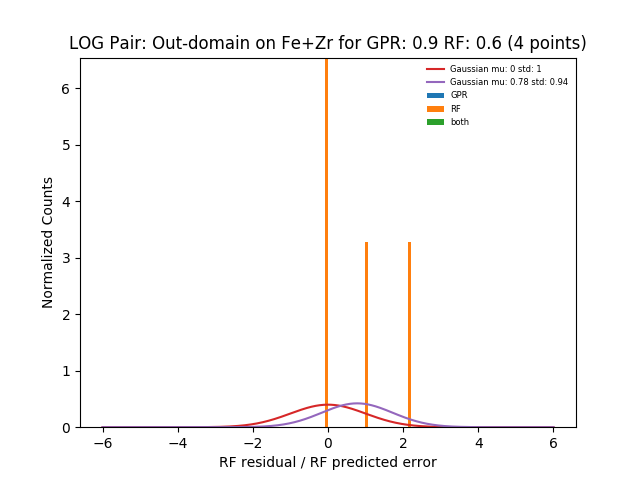 LOG Pair: Out-domain on Fe+Zr for GPR: 0.9 RF: 0.6 (4 points)
Gaussian mu: 0 std: 1
Gaussian mu: 0.78 std: 0.94
GPR
RF
both
Normalized Counts
6
5
4
3
2
1
0
−6 −4 −2 0 2 4 6
RF residual / RF predicted error